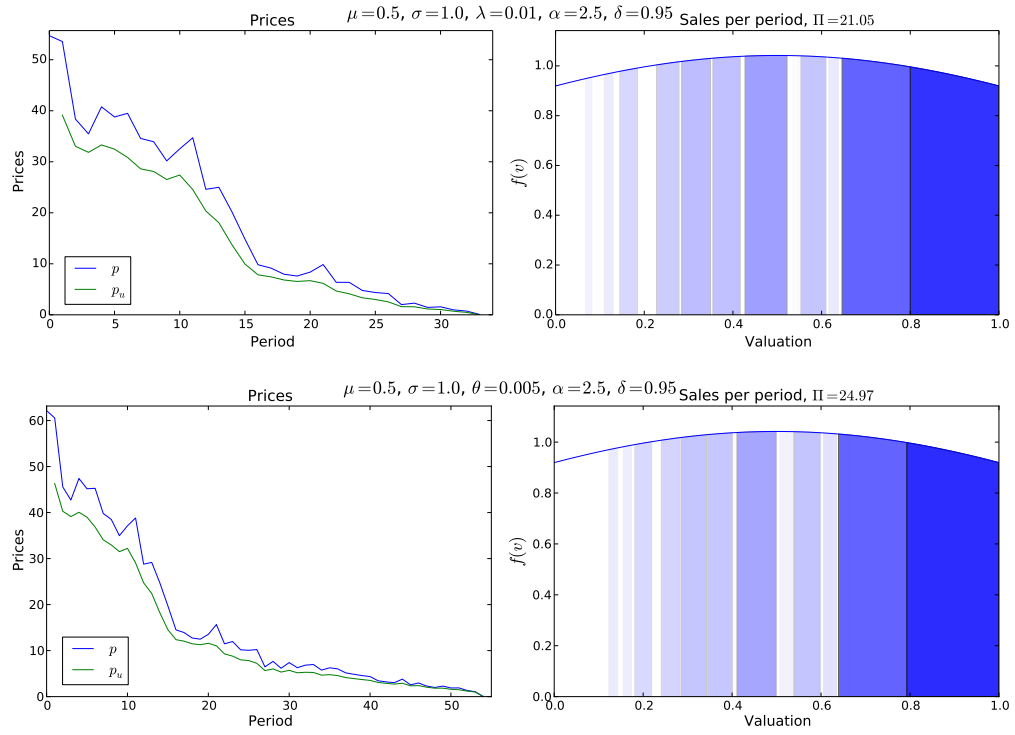 μ=0.5, σ=1.0, λ=0.01, α=2.5, δ=0.95
Prices
Sales per period, Π=21.05
50
40
30
20
10
0
Prices
p
p_u
0 5 10 15 20 25 30
Period
1.0
0.8
0.6
0.4
0.2
0.0
f(v)
0.0 0.2 0.4 0.6 0.8 1.0
Valuation
μ=0.5, σ=1.0, θ=0.005, α=2.5, δ=0.95
Prices
Sales per period, Π=24.97
60
50
40
30
20
10
0
Prices
p
p_u
0 10 20 30 40 50
Period
1.0
0.8
0.6
0.4
0.2
0.0
f(v)
0.0 0.2 0.4 0.6 0.8 1.0
Valuation